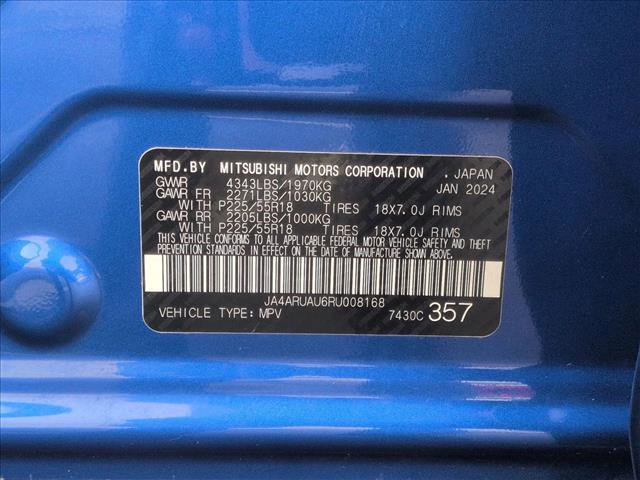 MFD.BY MITSUBISHI MOTORS CORPORATION . JAPAN
GWWR 4343LBS/1970KG JAN 2024
GAWR FR 2271LBS/1030KG
WITH P225/55R18 TIRES 18X7.0J RIMS
GAWR RR 2205LBS/1000KG
WITH P225/55R18 TIRES 18X7.0J RIMS
THIS VEHICLE CONFORMS TO ALL APPLICABLE FEDERAL MOTOR VEHICLE SAFETY AND THEFT
PREVENTION STANDARDS IN EFFECT ON THE DATE OF MANUFACTURE SHOWN ABOVE.
JA4ARUAU6RU008168
VEHICLE TYPE: MPV 7430C 357